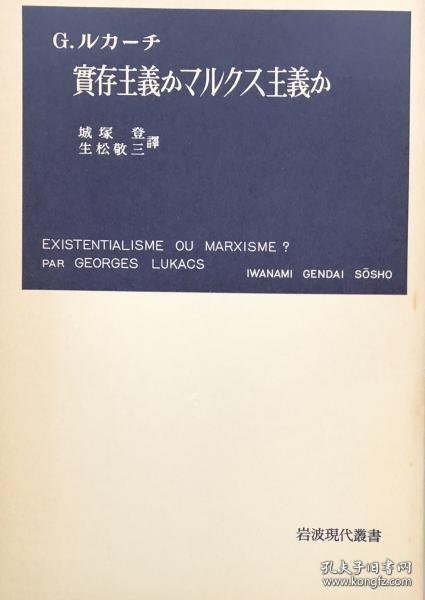 G.ルカーチ
實存主義かマルクス主義か
城塚 登
生松敬三譯
EXISTENTIALISME OU MARXISME ?
PAR GEORGES LUKACS
IWANAMI GENDAI SŌSHO
岩波現代叢書
孔夫子旧书网
www.kongfz.com